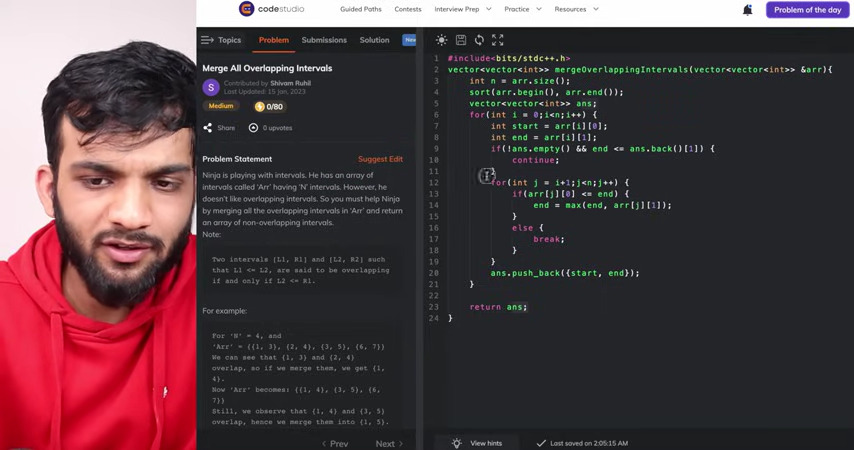 codestudio
Guided Paths
Contests
Interview Prep
Practice
Resources
Problem of the day
Topics
Problem
Submissions
Solution
New
Merge All Overlapping Intervals
S
Contributed by Shivam Ruhil
Last Updated: 15 Jan, 2023
Medium
0/80
Share
0 upvotes
Problem Statement
Suggest Edit
Ninja is playing with intervals. He has an array of
intervals called 'Arr' having 'N' intervals. However, he
doesn't like overlapping intervals. So you must help Ninja
by merging all the overlapping intervals in 'Arr' and return
an array of non-overlapping intervals.
Note:
Two intervals [L1, R1] and [L2, R2] such
that L1 <= L2, are said to be overlapping
if and only if L2 <= R1.
For example:
For 'N' = 4, and
'Arr' = {{1, 3}, {2, 4}, {3, 5}, {6, 7}}
We can see that {1, 3} and {2, 4}
overlap, so if we merge them, we get {1,
4}.
Now 'Arr' becomes: {{1, 4}, {3, 5}, {6,
7}}
Still, we observe that {1, 4} and {3, 5}
overlap, hence we merge them into {1, 5}.
Prev
Next
1 #include<bits/stdc++.h>
2 vector<vector<int>> mergeOverlappingIntervals(vector<vector<int>> &arr){
3 int n = arr.size();
4 sort(arr.begin(), arr.end());
5 vector<vector<int>> ans;
6 for(int i = 0;i<n;i++) {
7 int start = arr[i][0];
8 int end = arr[i][1];
9 if(!ans.empty() && end <= ans.back()[1]) {
10 continue;
11 }
12 for(int j = i+1;j<n;j++) {
13 if(arr[j][0] <= end) {
14 end = max(end, arr[j][1]);
15 }
16 else {
17 break;
18 }
19 }
20 ans.push_back({start, end});
21 }
22
23 return ans;
24 }
View hints
Last saved on 2:05:15 AM